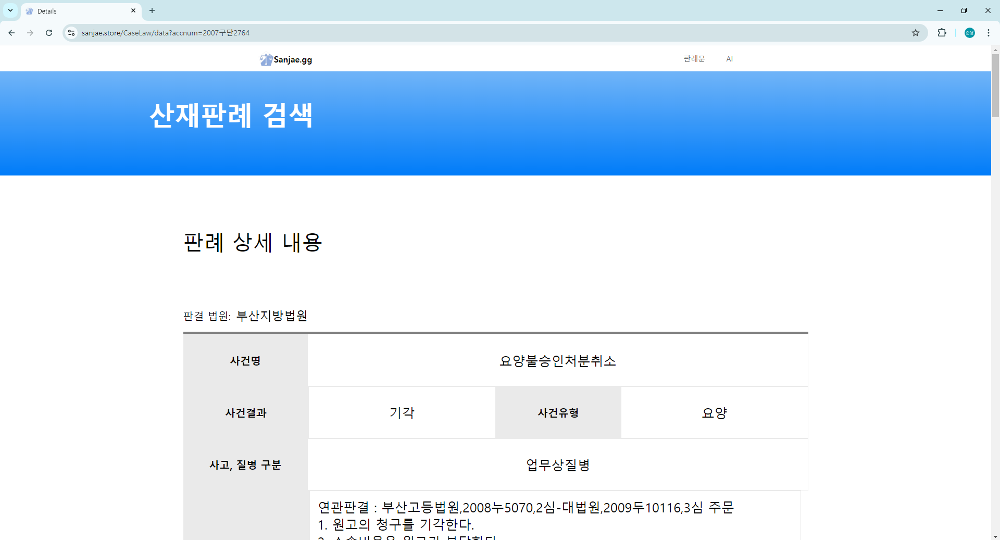 Details
sanjae.store/CaseLaw/data?accnum=2007구단2764
준용
Sanjae.gg
판례문
AI
산재판례 검색
판례 상세 내용
판결 법원: 부산지방법원
사건명
요양불승인처분취소
사건결과
기각
사건유형
요양
사고, 질병 구분
업무상질병
연관판결 : 부산고등법원,2008누5070,2심-대법원,2009두10116,3심 주문
1. 원고의 청구를 기각한다.